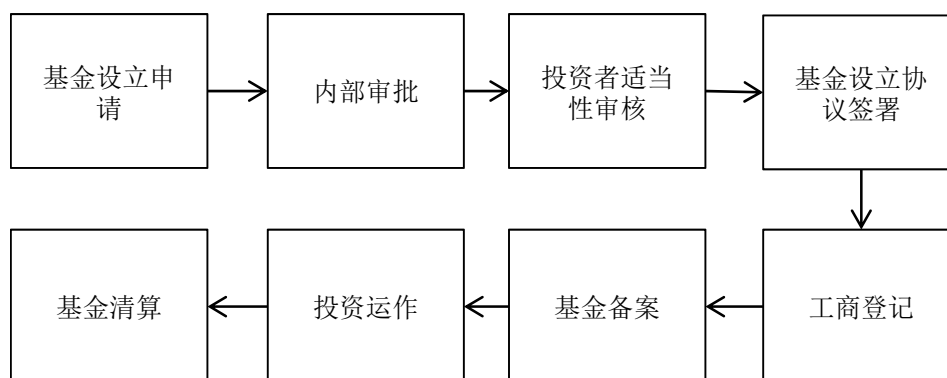 基金设立申
请
内部审批
投资者适当
性审核
基金设立协
议签署
基金清算
投资运作
基金备案
工商登记